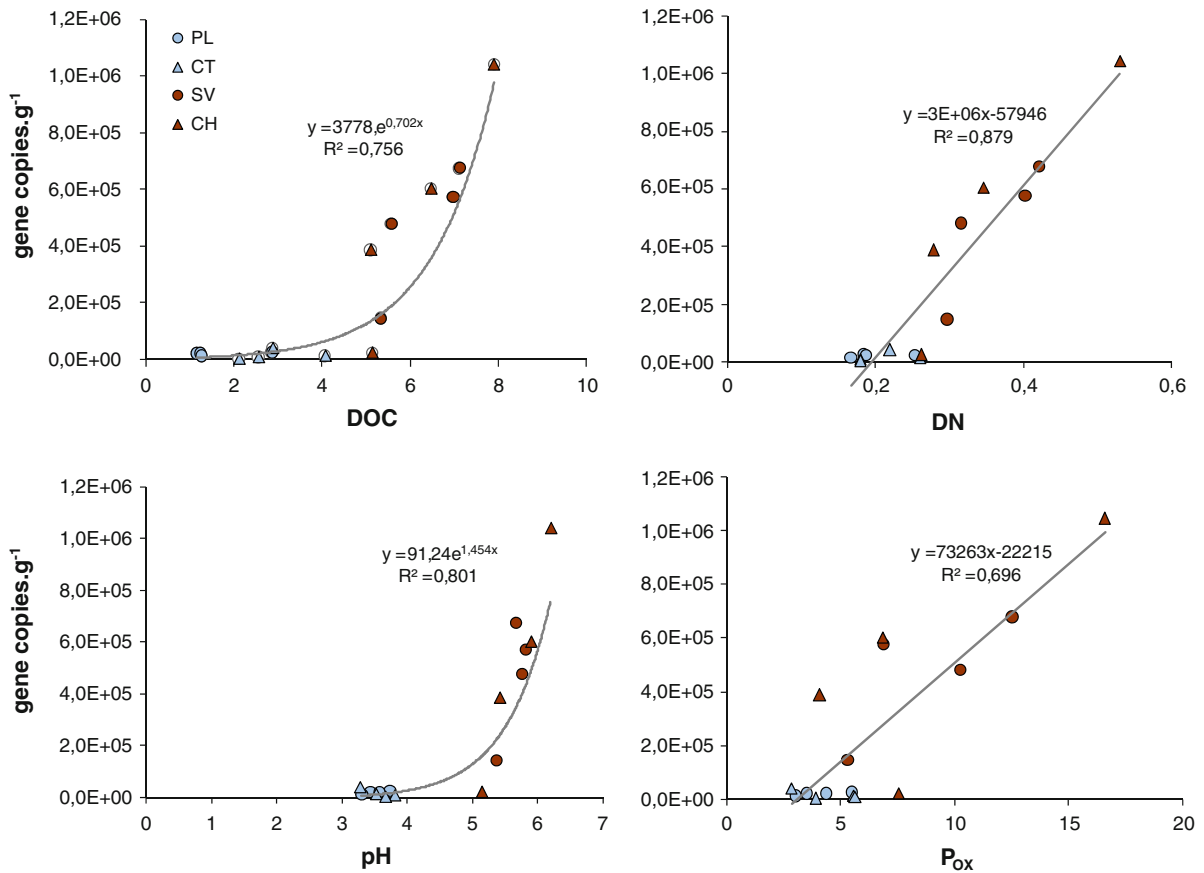 1,2E+06
1,0E+06
8,0E+05
6,0E+05
4,0E+05
2,0E+05
0,0E+00
gene copies.g-1
PL
CT
SV
CH
y =3778,e0,702x
R² =0,756
0 2 4 6 8 10
DOC
1,2E+06
1,0E+06
8,0E+05
6,0E+05
4,0E+05
2,0E+05
0,0E+00
y =3E+06x-57946
R² =0,879
0 0,2 0,4 0,6
DN
1,2E+06
1,0E+06
8,0E+05
6,0E+05
4,0E+05
2,0E+05
0,0E+00
gene copies.g-1
y =91,24e1,454x
R² =0,801
0 1 2 3 4 5 6 7
pH
1,2E+06
1,0E+06
8,0E+05
6,0E+05
4,0E+05
2,0E+05
0,0E+00
y =73263x-22215
R² =0,696
0 5 10 15 20
POX